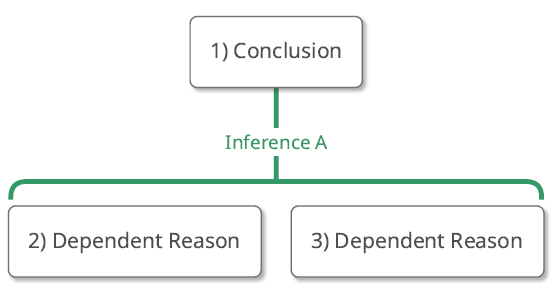 1) Conclusion
Inference A
2) Dependent Reason
3) Dependent Reason